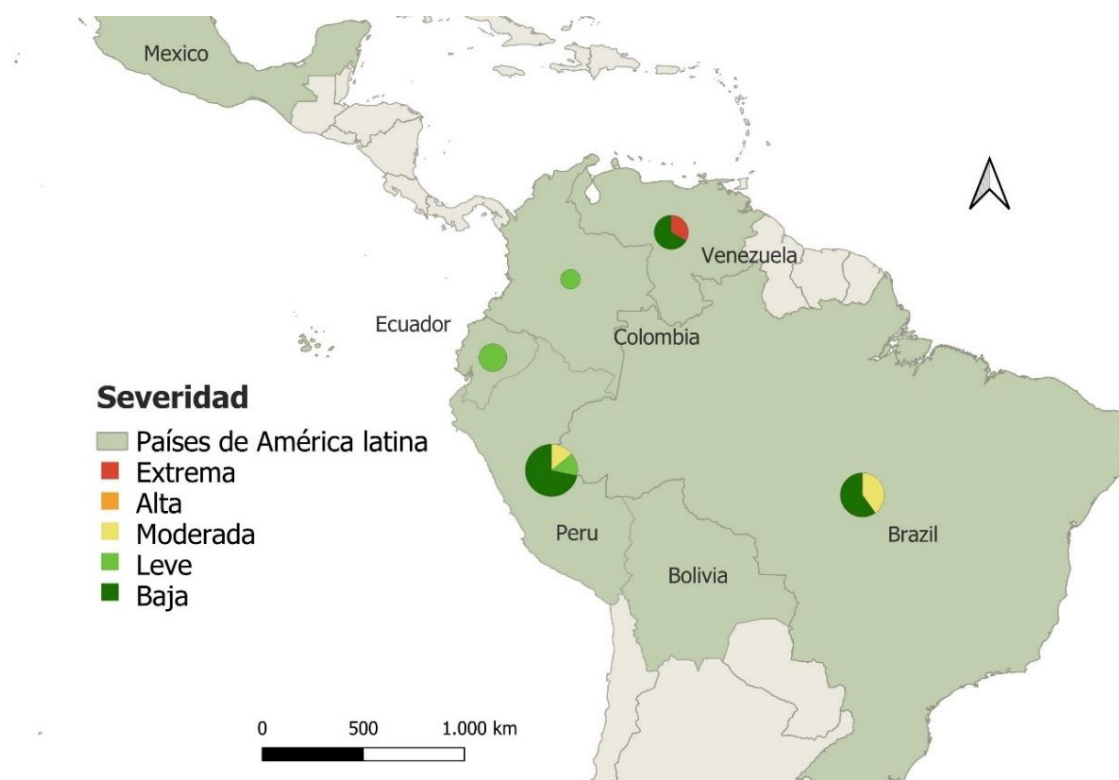 Mexico
Venezuela
Ecuador
Colombia
Severidad
Países de América latina
Extrema
Alta
Moderada
Leve
Baja
Peru
Brazil
Bolivia
0 500 1.000 km